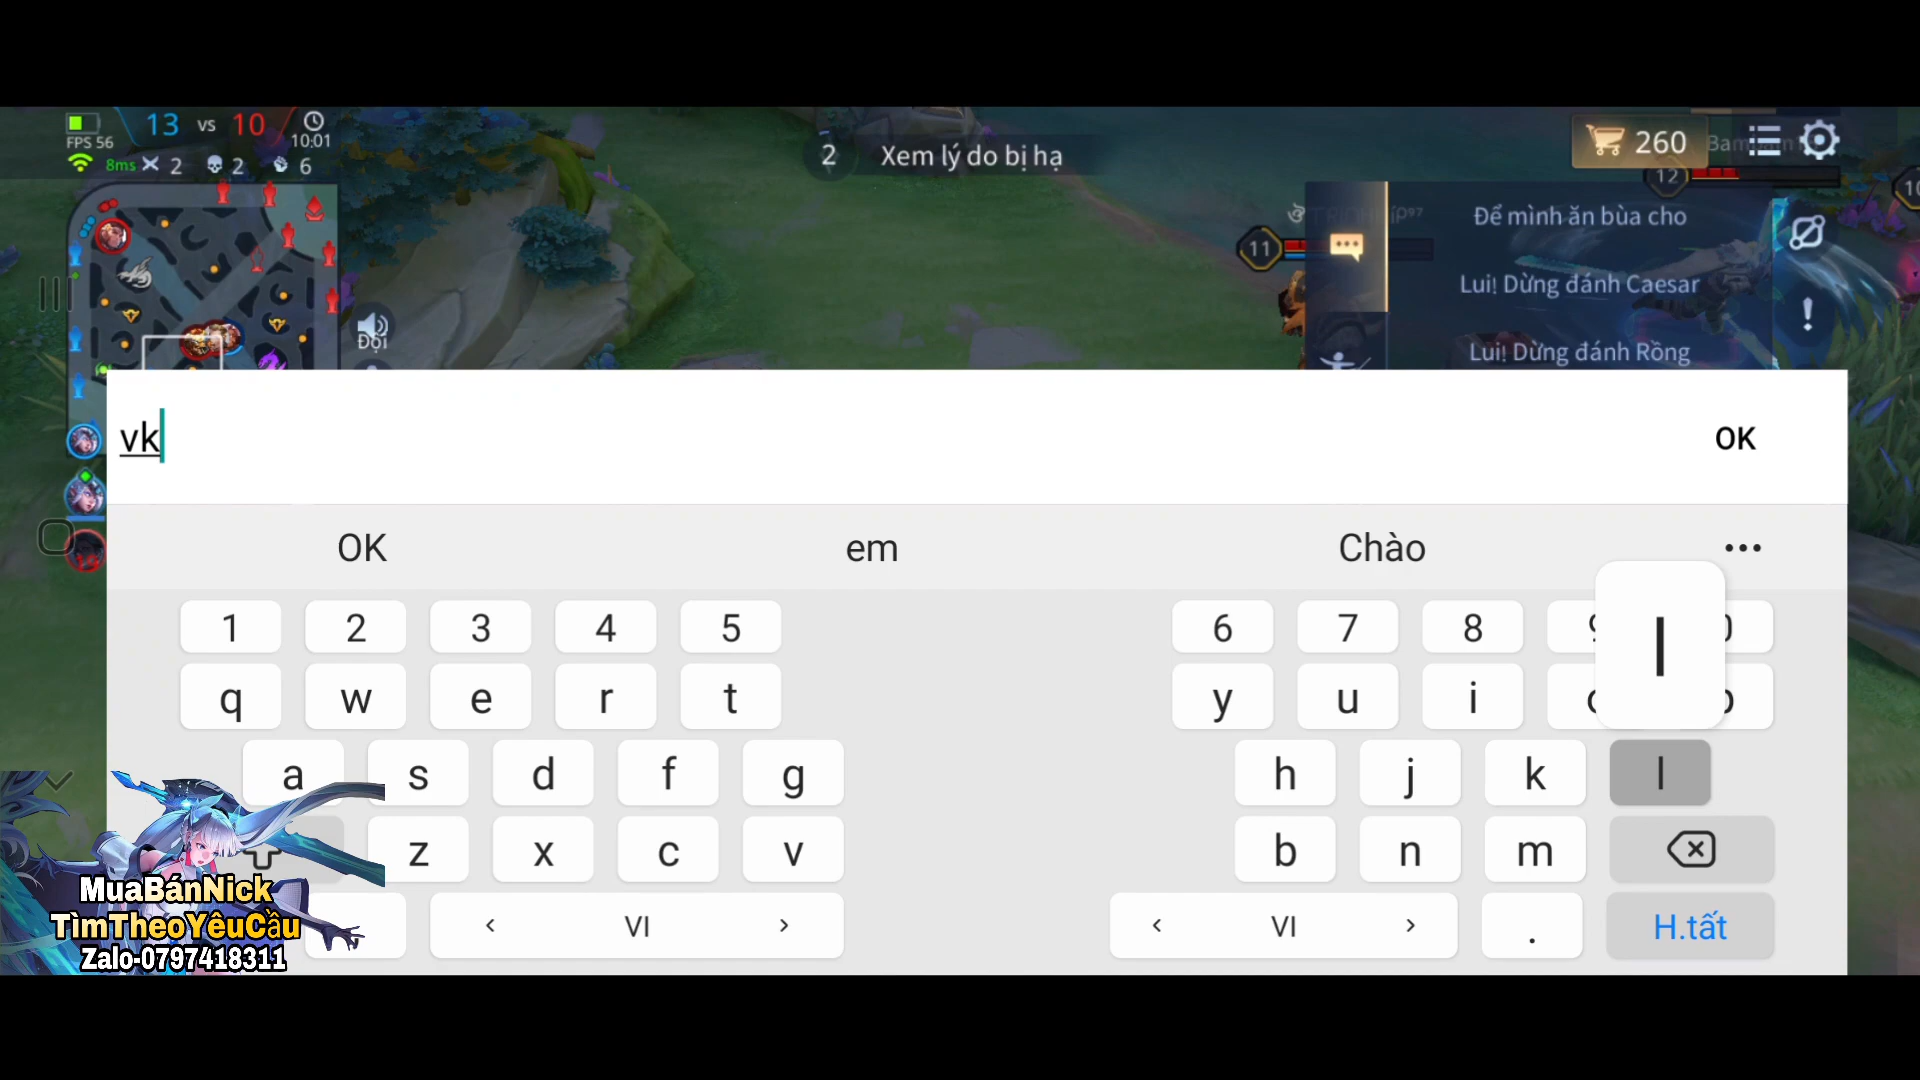 13 vs 10
10:01
FPS 56
8ms 2 2 6
2 Xem lý do bị hạ
260
12
11
Để mình ăn bùa cho
Lui! Dừng đánh Caesar
Lui! Dừng đánh Rồng
Đội
vk
OK
OK em Chào
1 2 3 4 5 6 7 8
l
q w e r t y u i
a s d f g h j k l
z x c v b n m
VI VI . H.tất
MuaBánNick
TìmTheoYêuCầu
Zalo-0797418311